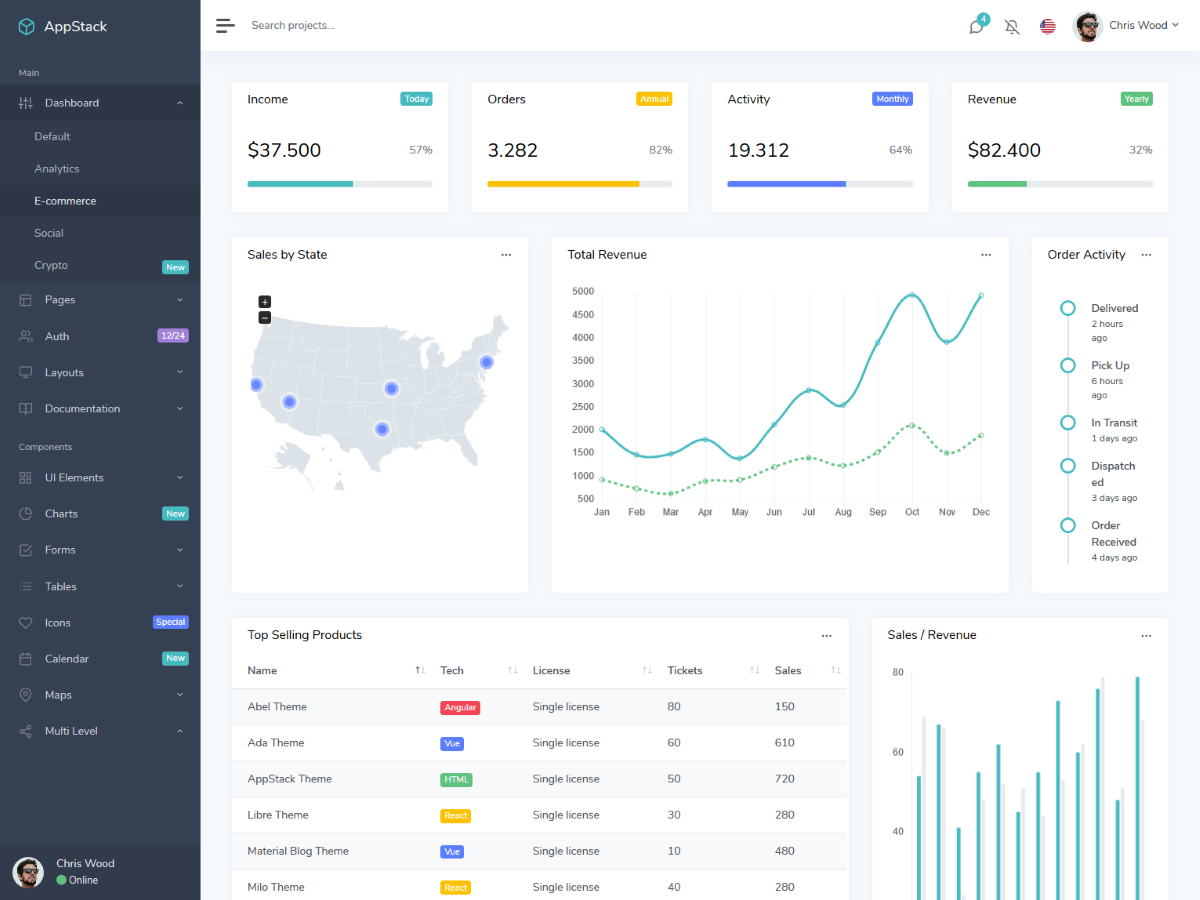 AppStack
Main
Dashboard
Default
Analytics
E-commerce
Social
Crypto
New
Pages
Auth
12/24
Layouts
Documentation
Components
UI Elements
Charts
New
Forms
Tables
Icons
Special
Calendar
New
Maps
Multi Level
Chris Wood
Online
Search projects...
4
Chris Wood
Income
Today
$37.500
57%
Orders
Annual
3.282
82%
Activity
Monthly
19.312
64%
Revenue
Yearly
$82.400
32%
Sales by State
+
−
Total Revenue
5000
4500
4000
3500
3000
2500
2000
1500
1000
500
Jan Feb Mar Apr May Jun Jul Aug Sep Oct Nov Dec
Order Activity
Delivered
2 hours
ago
Pick Up
6 hours
ago
In Transit
1 days ago
Dispatch
ed
3 days ago
Order
Received
4 days ago
Top Selling Products
Name Tech License Tickets Sales
Abel Theme Angular Single license 80 150
Ada Theme Vue Single license 60 610
AppStack Theme HTML Single license 50 720
Libre Theme React Single license 30 280
Material Blog Theme Vue Single license 10 480
Milo Theme React Single license 40 280
Sales / Revenue
80
60
40